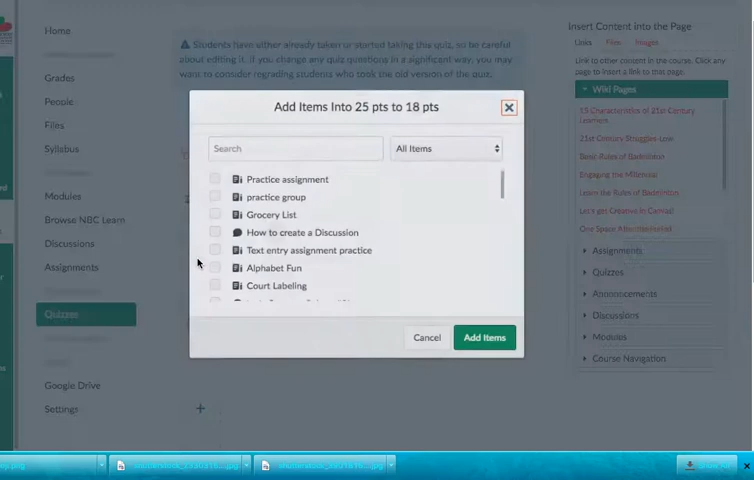 Home
Grades
People
Files
Syllabus
Modules
Browse NBC Learn
Discussions
Assignments
Quizzes
Google Drive
Settings
Students have either already taken or started taking this quiz, so be careful
about editing it. If you change any quiz questions in a significant way, you may
want to consider regrading students who took the old version of the quiz.
Add Items Into 25 pts to 18 pts
Search
All Items
Practice assignment
practice group
Grocery List
How to create a Discussion
Text entry assignment practice
Alphabet Fun
Court Labeling
Cancel
Add Items
Insert Content into the Page
Links Files Images
Link to other content in the course. Click any
page to insert a link to that page.
Wiki Pages
15 Characteristics of 21st Century
Learners
21st Century Struggles-Low
Basic Rules of Badminton
Engaging the Millennial
Learn the Rules of Badminton
Let's get Creative in Canvas!
Assignments
Quizzes
Announcements
Discussions
Modules
Course Navigation